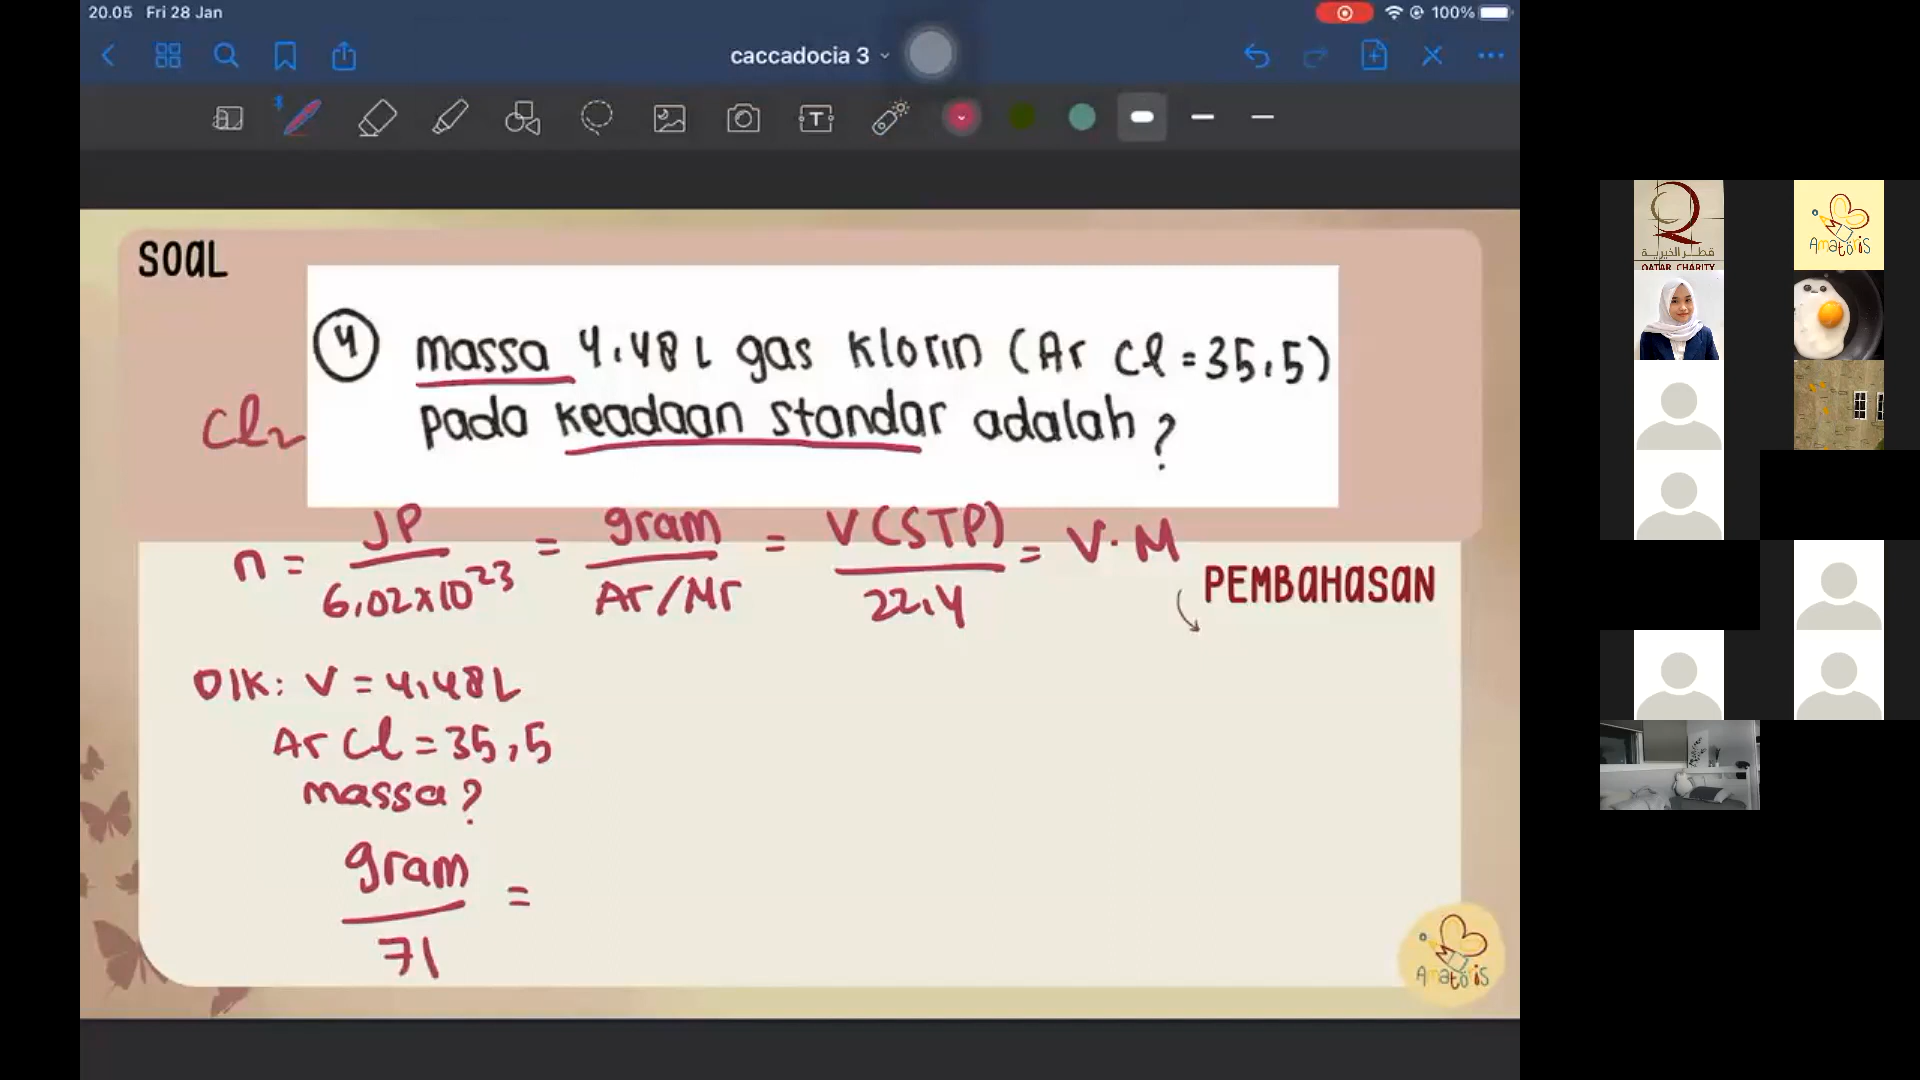 20.05 Fri 28 Jan
100%
caccadocia 3
T
SOAL
4 massa 4,48 L gas klorin (Ar Cl = 35,5)
pada keadaan standar adalah ?
Cl2
n = JP / 6,02x10^23 = gram / Ar/Mr = V(STP) / 22,4 = V.M
PEMBAHASAN
DIK: V = 4,48L
Ar Cl = 35,5
massa?
gram / 71 =
Amatoris
قطر الخيرية
QATAR CHARITY
Amatoris